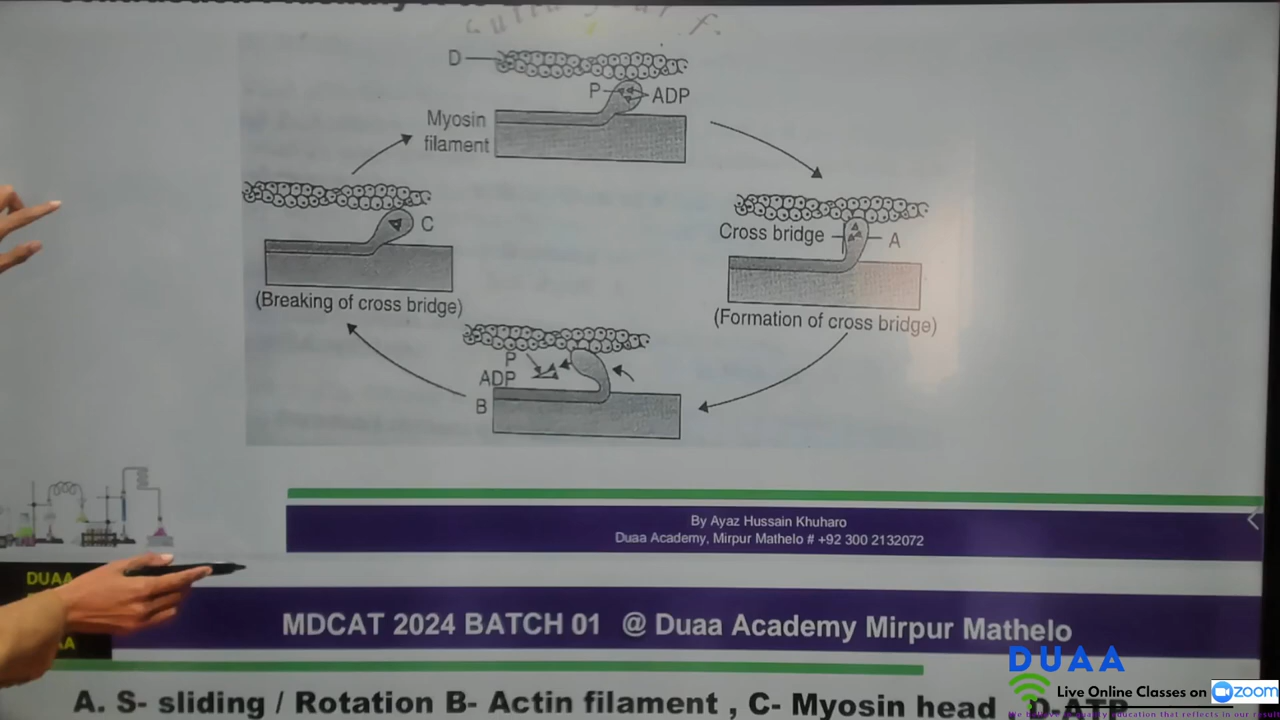 D
P
ADP
Myosin
filament
C
Cross bridge
A
(Breaking of cross bridge)
(Formation of cross bridge)
P
ADP
B
By Ayaz Hussain Khuharo
Duaa Academy, Mirpur Mathelo # +92 300 2132072
DUAA
MDCAT 2024 BATCH 01 @ Duaa Academy Mirpur Mathelo
AA
DUAA
Live Online Classes on zoom
A. S- sliding / Rotation B- Actin filament , C- Myosin head D-ATP